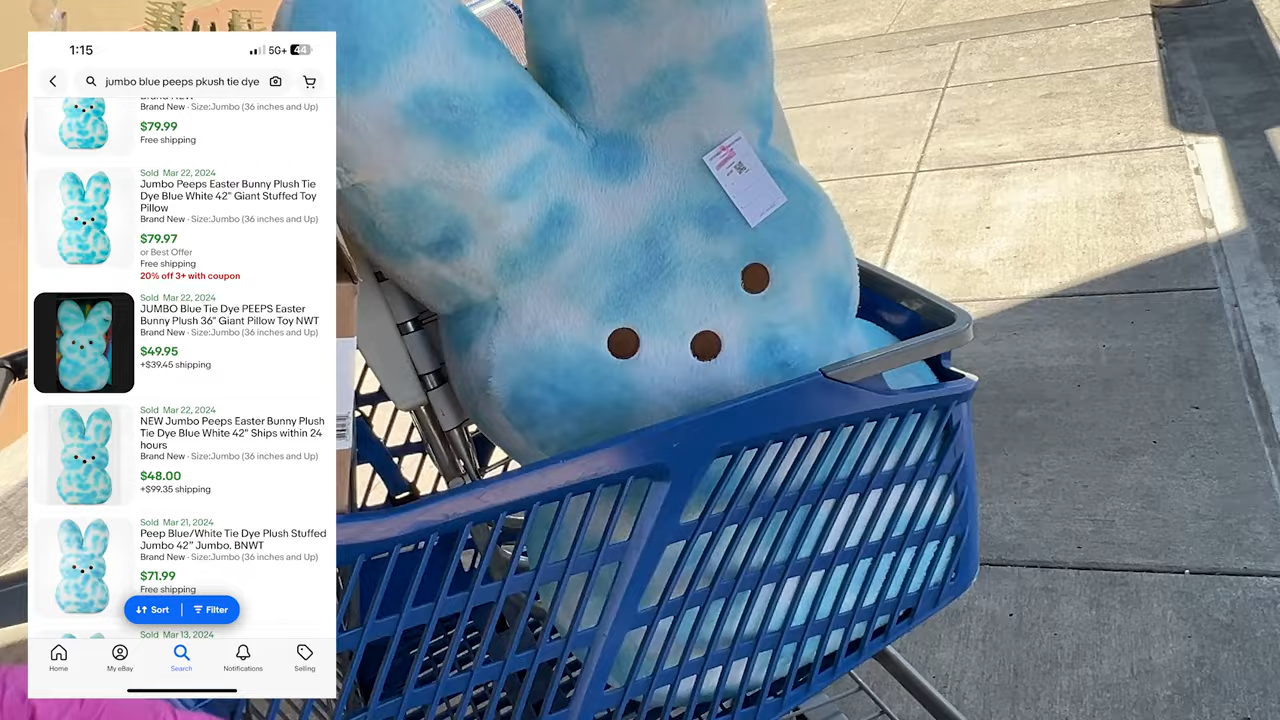 1:15
5G+ 44
jumbo blue peeps pkush tie dye
Brand New · Size:Jumbo (36 inches and Up)
$79.99
Free shipping
Sold Mar 22, 2024
Jumbo Peeps Easter Bunny Plush Tie
Dye Blue White 42" Giant Stuffed Toy
Pillow
Brand New · Size:Jumbo (36 inches and Up)
$79.97
or Best Offer
Free shipping
20% off 3+ with coupon
Sold Mar 22, 2024
JUMBO Blue Tie Dye PEEPS Easter
Bunny Plush 36" Giant Pillow Toy NWT
Brand New · Size:Jumbo (36 inches and Up)
$49.95
+$39.45 shipping
Sold Mar 22, 2024
NEW Jumbo Peeps Easter Bunny Plush
Tie Dye Blue White 42" Ships within 24
hours
Brand New · Size:Jumbo (36 inches and Up)
$48.00
+$99.35 shipping
Sold Mar 21, 2024
Peep Blue/White Tie Dye Plush Stuffed
Jumbo 42” Jumbo. BNWT
Brand New · Size:Jumbo (36 inches and Up)
$71.99
Free shipping
Sort
Filter
Sold Mar 13, 2024
Home
My eBay
Search
Notifications
Selling